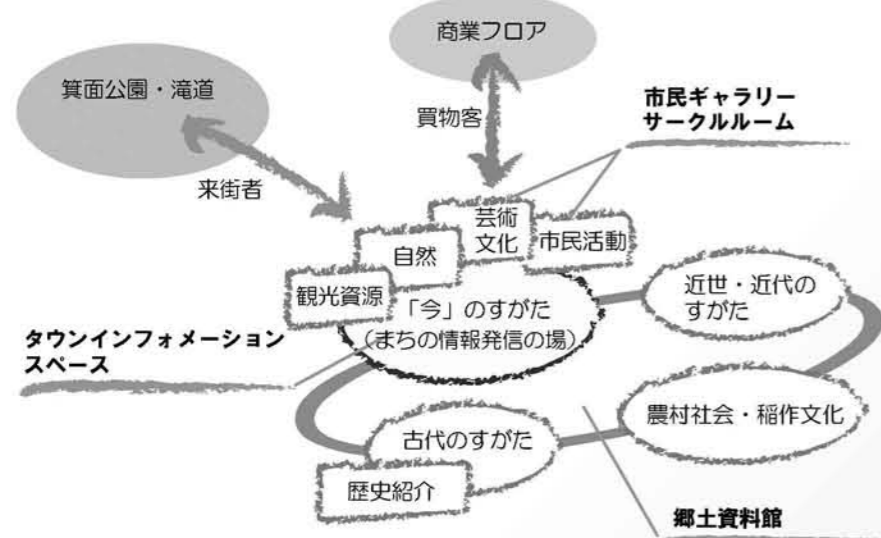 商業フロア
箕面公園・滝道
買物客
市民ギャラリー
サークルルーム
来街者
芸術
文化
市民活動
自然
観光資源
「今」のすがた
(まちの情報発信の場)
近世・近代の
すがた
タウンインフォメーション
スペース
農村社会・稲作文化
古代のすがた
歴史紹介
郷土資料館